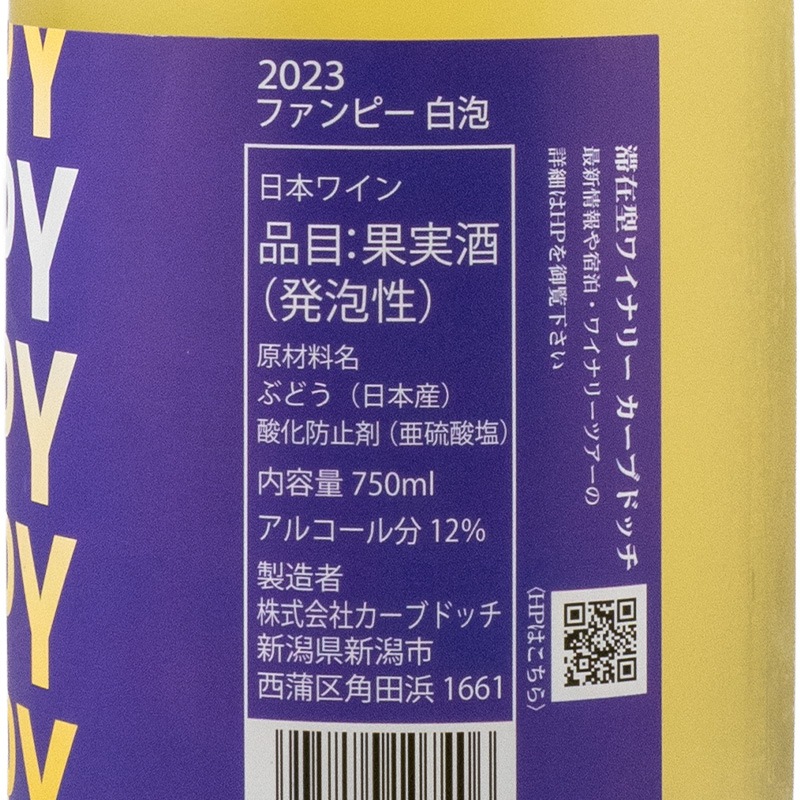 2023
ファンピー 白泡
日本ワイン
品目:果実酒
(発泡性)
原材料名
ぶどう(日本産)
酸化防止剤(亜硫酸塩)
内容量 750ml
アルコール分 12%
製造者
株式会社カーブドッチ
新潟県新潟市
西蒲区角田浜 1661
滞在型ワイナリー カーブドッチ
最新情報や宿泊・ワイナリーツアーの
詳細はHPを御覧下さい
(HPはこちら)